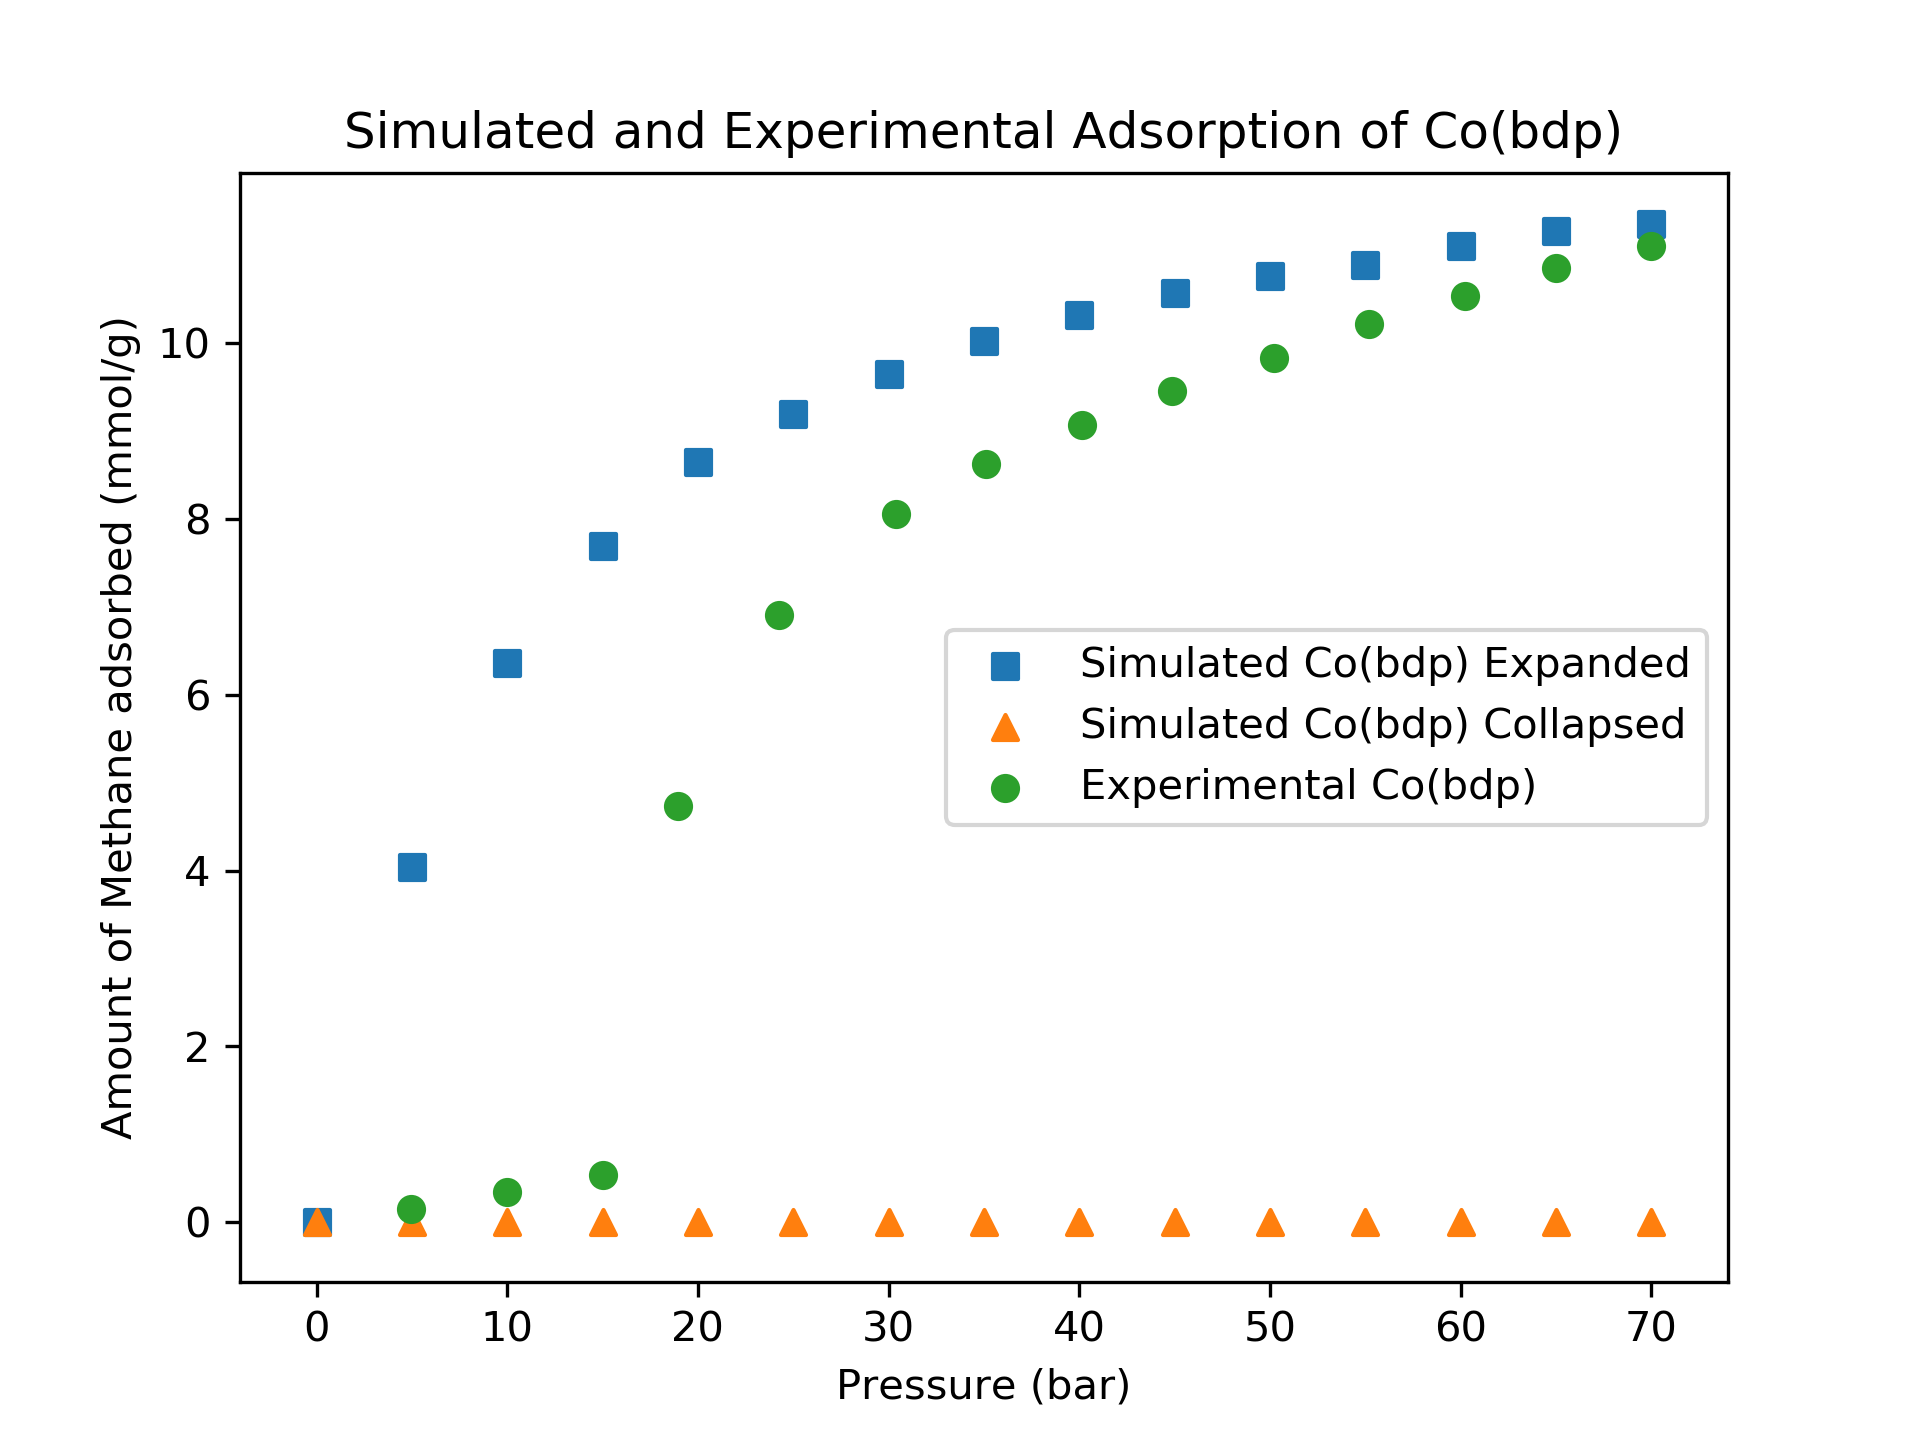 Simulated and Experimental Adsorption of Co(bdp)
Amount of Methane adsorbed (mmol/g)
10
8
6
4
2
0
Simulated Co(bdp) Expanded
Simulated Co(bdp) Collapsed
Experimental Co(bdp)
0 10 20 30 40 50 60 70
Pressure (bar)